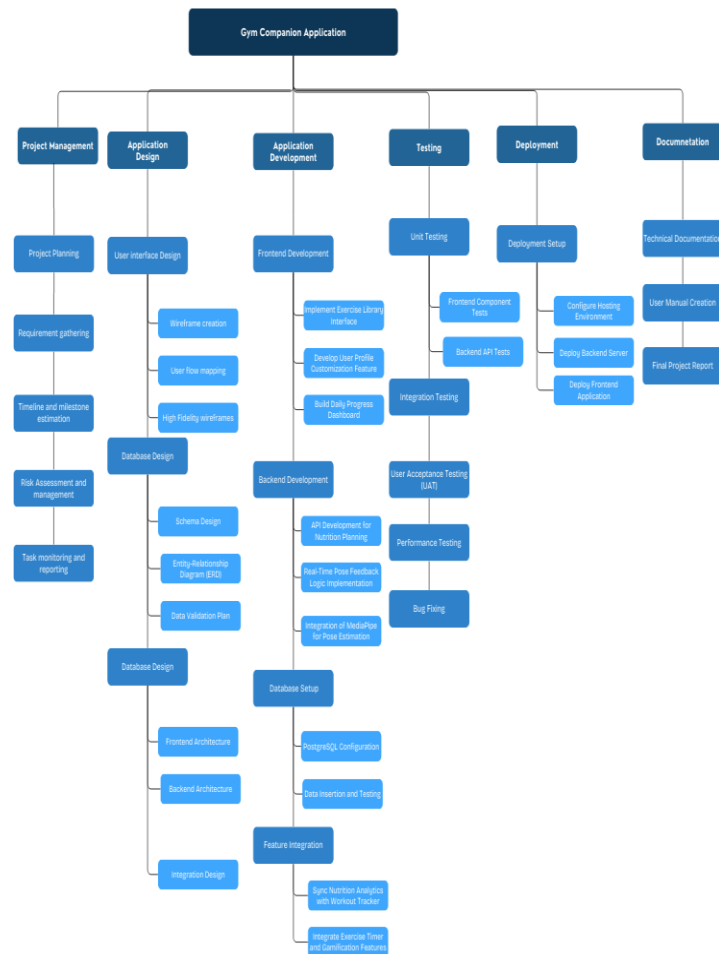 Gym Companion Application
Project Management
Application
Design
Application
Development
Testing
Deployment
Documnetation
Project Planning
Requirement gathering
Timeline and milestone
estimation
Risk Assessment and
management
Task monitoring and
reporting
User interface Design
Wireframe creation
User flow mapping
High Fidelity wireframes
Database Design
Schema Design
Entity-Relationship
Diagram (ERD)
Data Validation Plan
Database Design
Frontend Architecture
Backend Architecture
Integration Design
Frontend Development
Implement Exercise Library
Interface
Develop User Profile
Customization Feature
Build Daily Progress
Dashboard
Backend Development
API Development for
Nutrition Planning
Real-Time Pose Feedback
Logic Implementation
Integration of MediaPipe
for Pose Estimation
Database Setup
PostgreSQL Configuration
Data Insertion and Testing
Feature Integration
Sync Nutrition Analytics
with Workout Tracker
Integrate Exercise Timer
and Gamification Features
Unit Testing
Frontend Component
Tests
Backend API Tests
Integration Testing
User Acceptance Testing
(UAT)
Performance Testing
Bug Fixing
Deployment Setup
Configure Hosting
Environment
Deploy Backend Server
Deploy Frontend
Application
Technical Documentation
User Manual Creation
Final Project Report